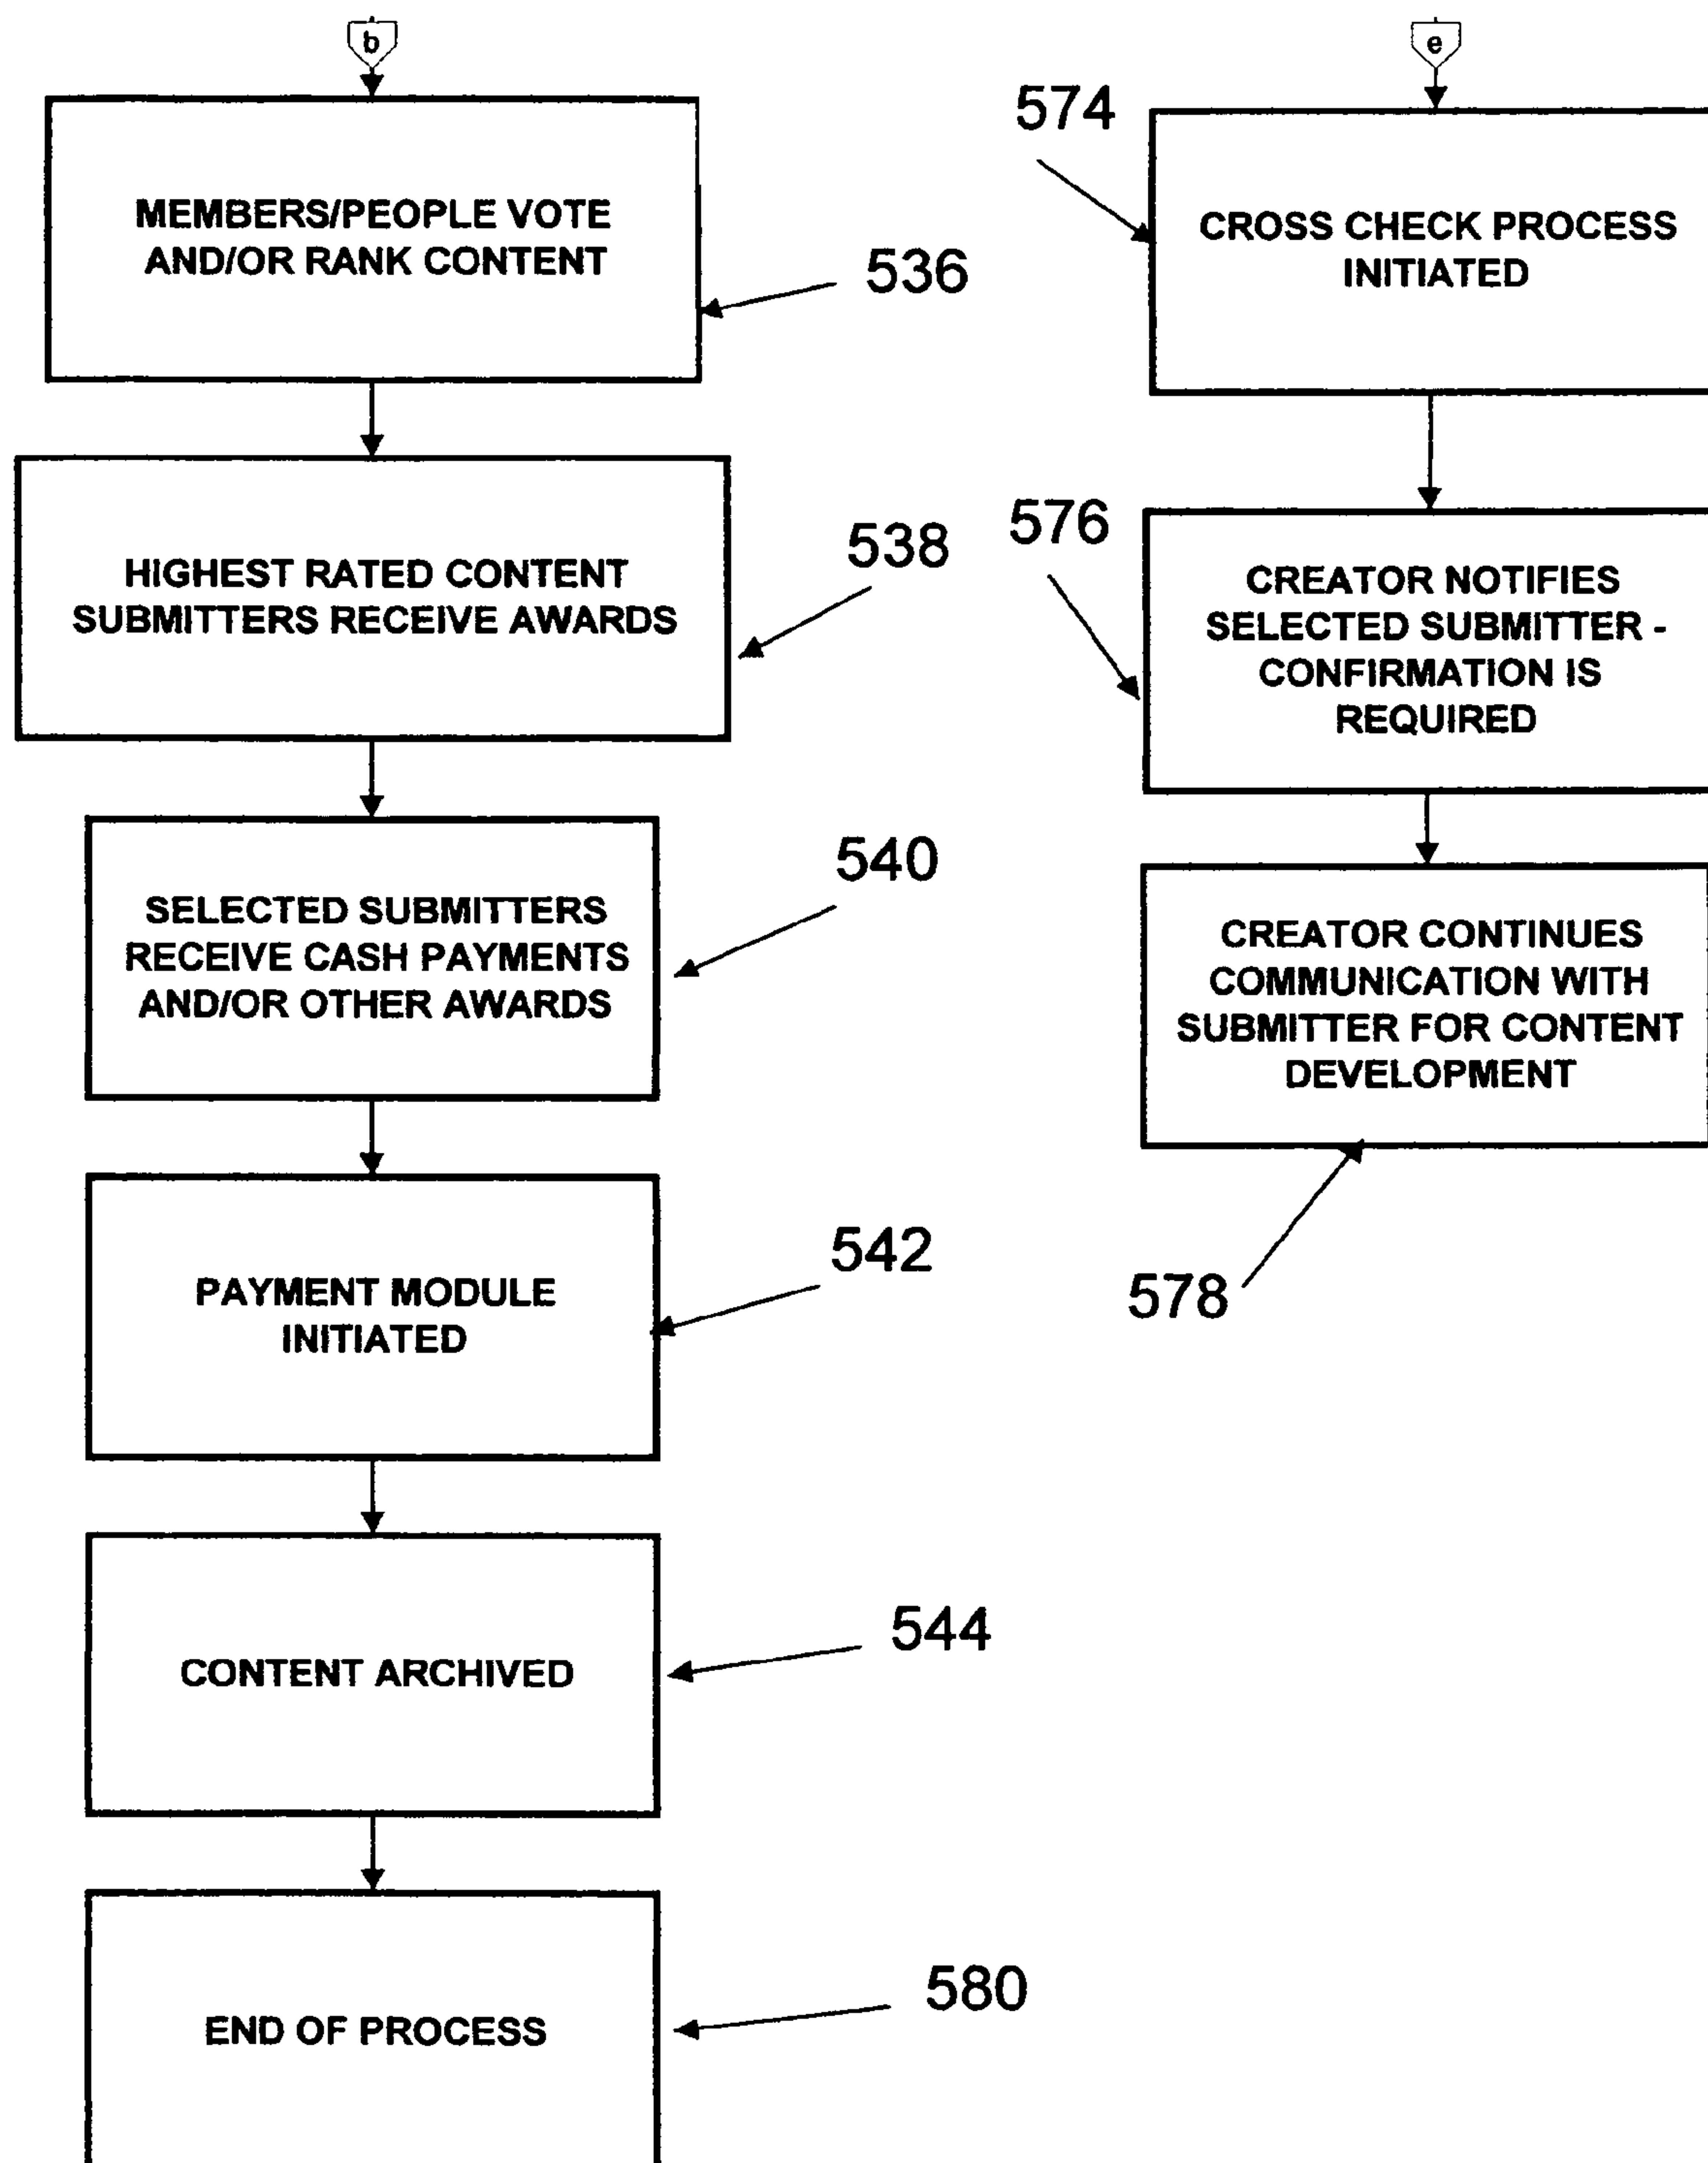 b
MEMBERS/PEOPLE VOTE
AND/OR RANK CONTENT
536
HIGHEST RATED CONTENT
SUBMITTERS RECEIVE AWARDS
538
SELECTED SUBMITTERS
RECEIVE CASH PAYMENTS
AND/OR OTHER AWARDS
540
PAYMENT MODULE
INITIATED
542
CONTENT ARCHIVED
544
END OF PROCESS
580
e
574
CROSS CHECK PROCESS
INITIATED
576
CREATOR NOTIFIES
SELECTED SUBMITTER -
CONFIRMATION IS
REQUIRED
CREATOR CONTINUES
COMMUNICATION WITH
SUBMITTER FOR CONTENT
DEVELOPMENT
578